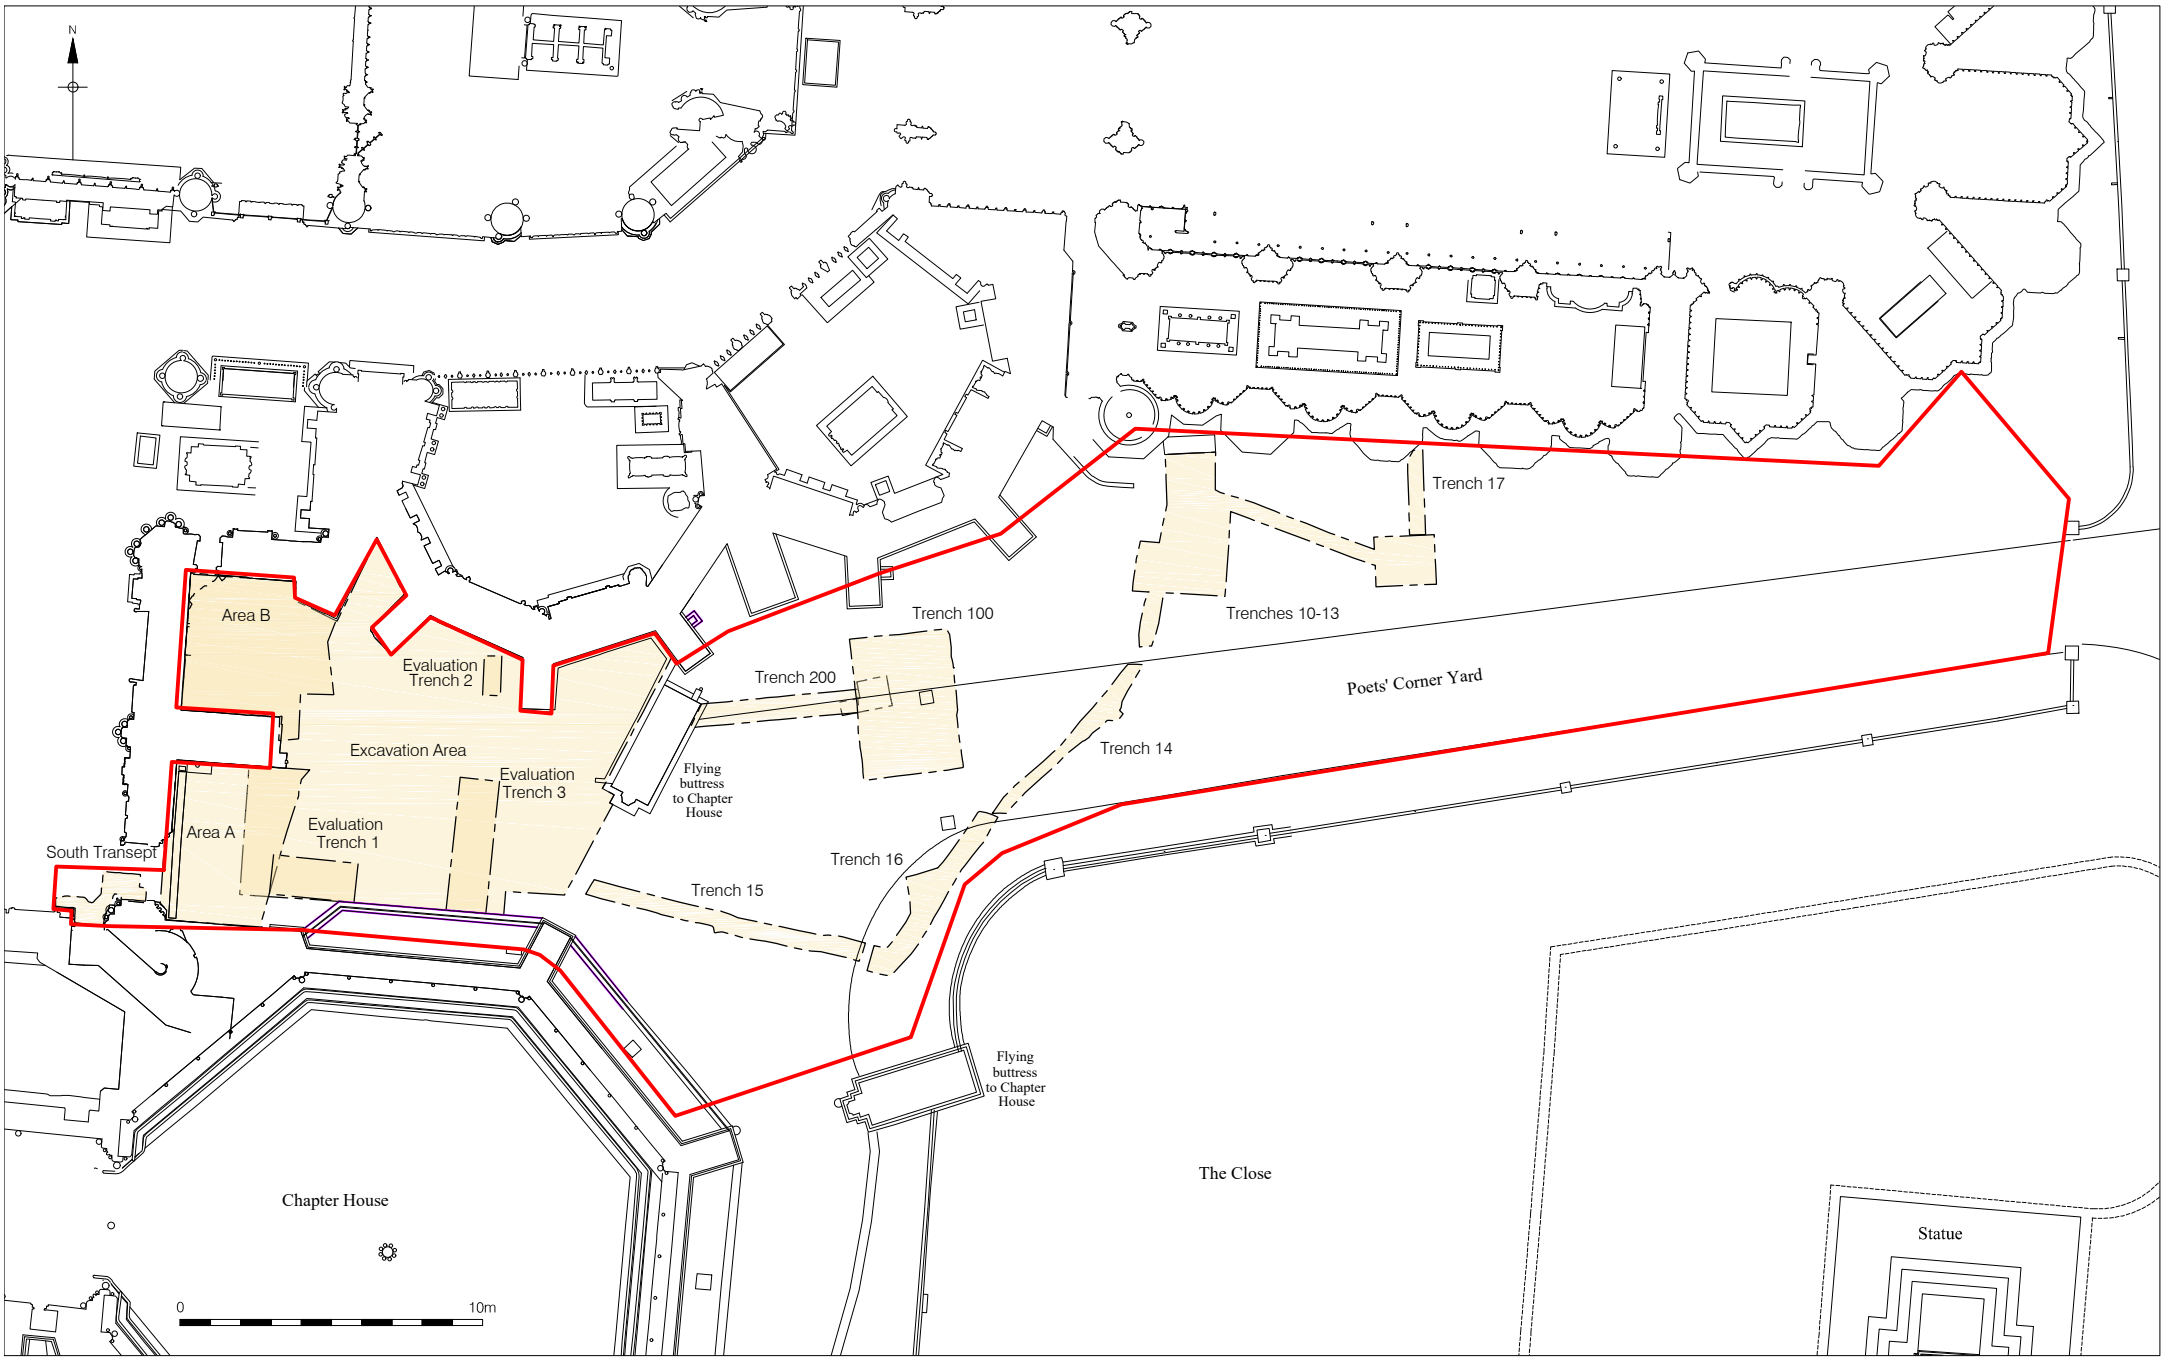 N
Trench 17
Trenches 10-13
Trench 100
Area B
Evaluation
Trench 2
Trench 200
Poets' Corner Yard
Excavation Area
Trench 14
Flying
buttress
to Chapter
House
Evaluation
Trench 3
Area A
Evaluation
Trench 1
South Transept
Trench 16
Trench 15
Flying
buttress
to Chapter
House
The Close
Chapter House
Statue
0 10m